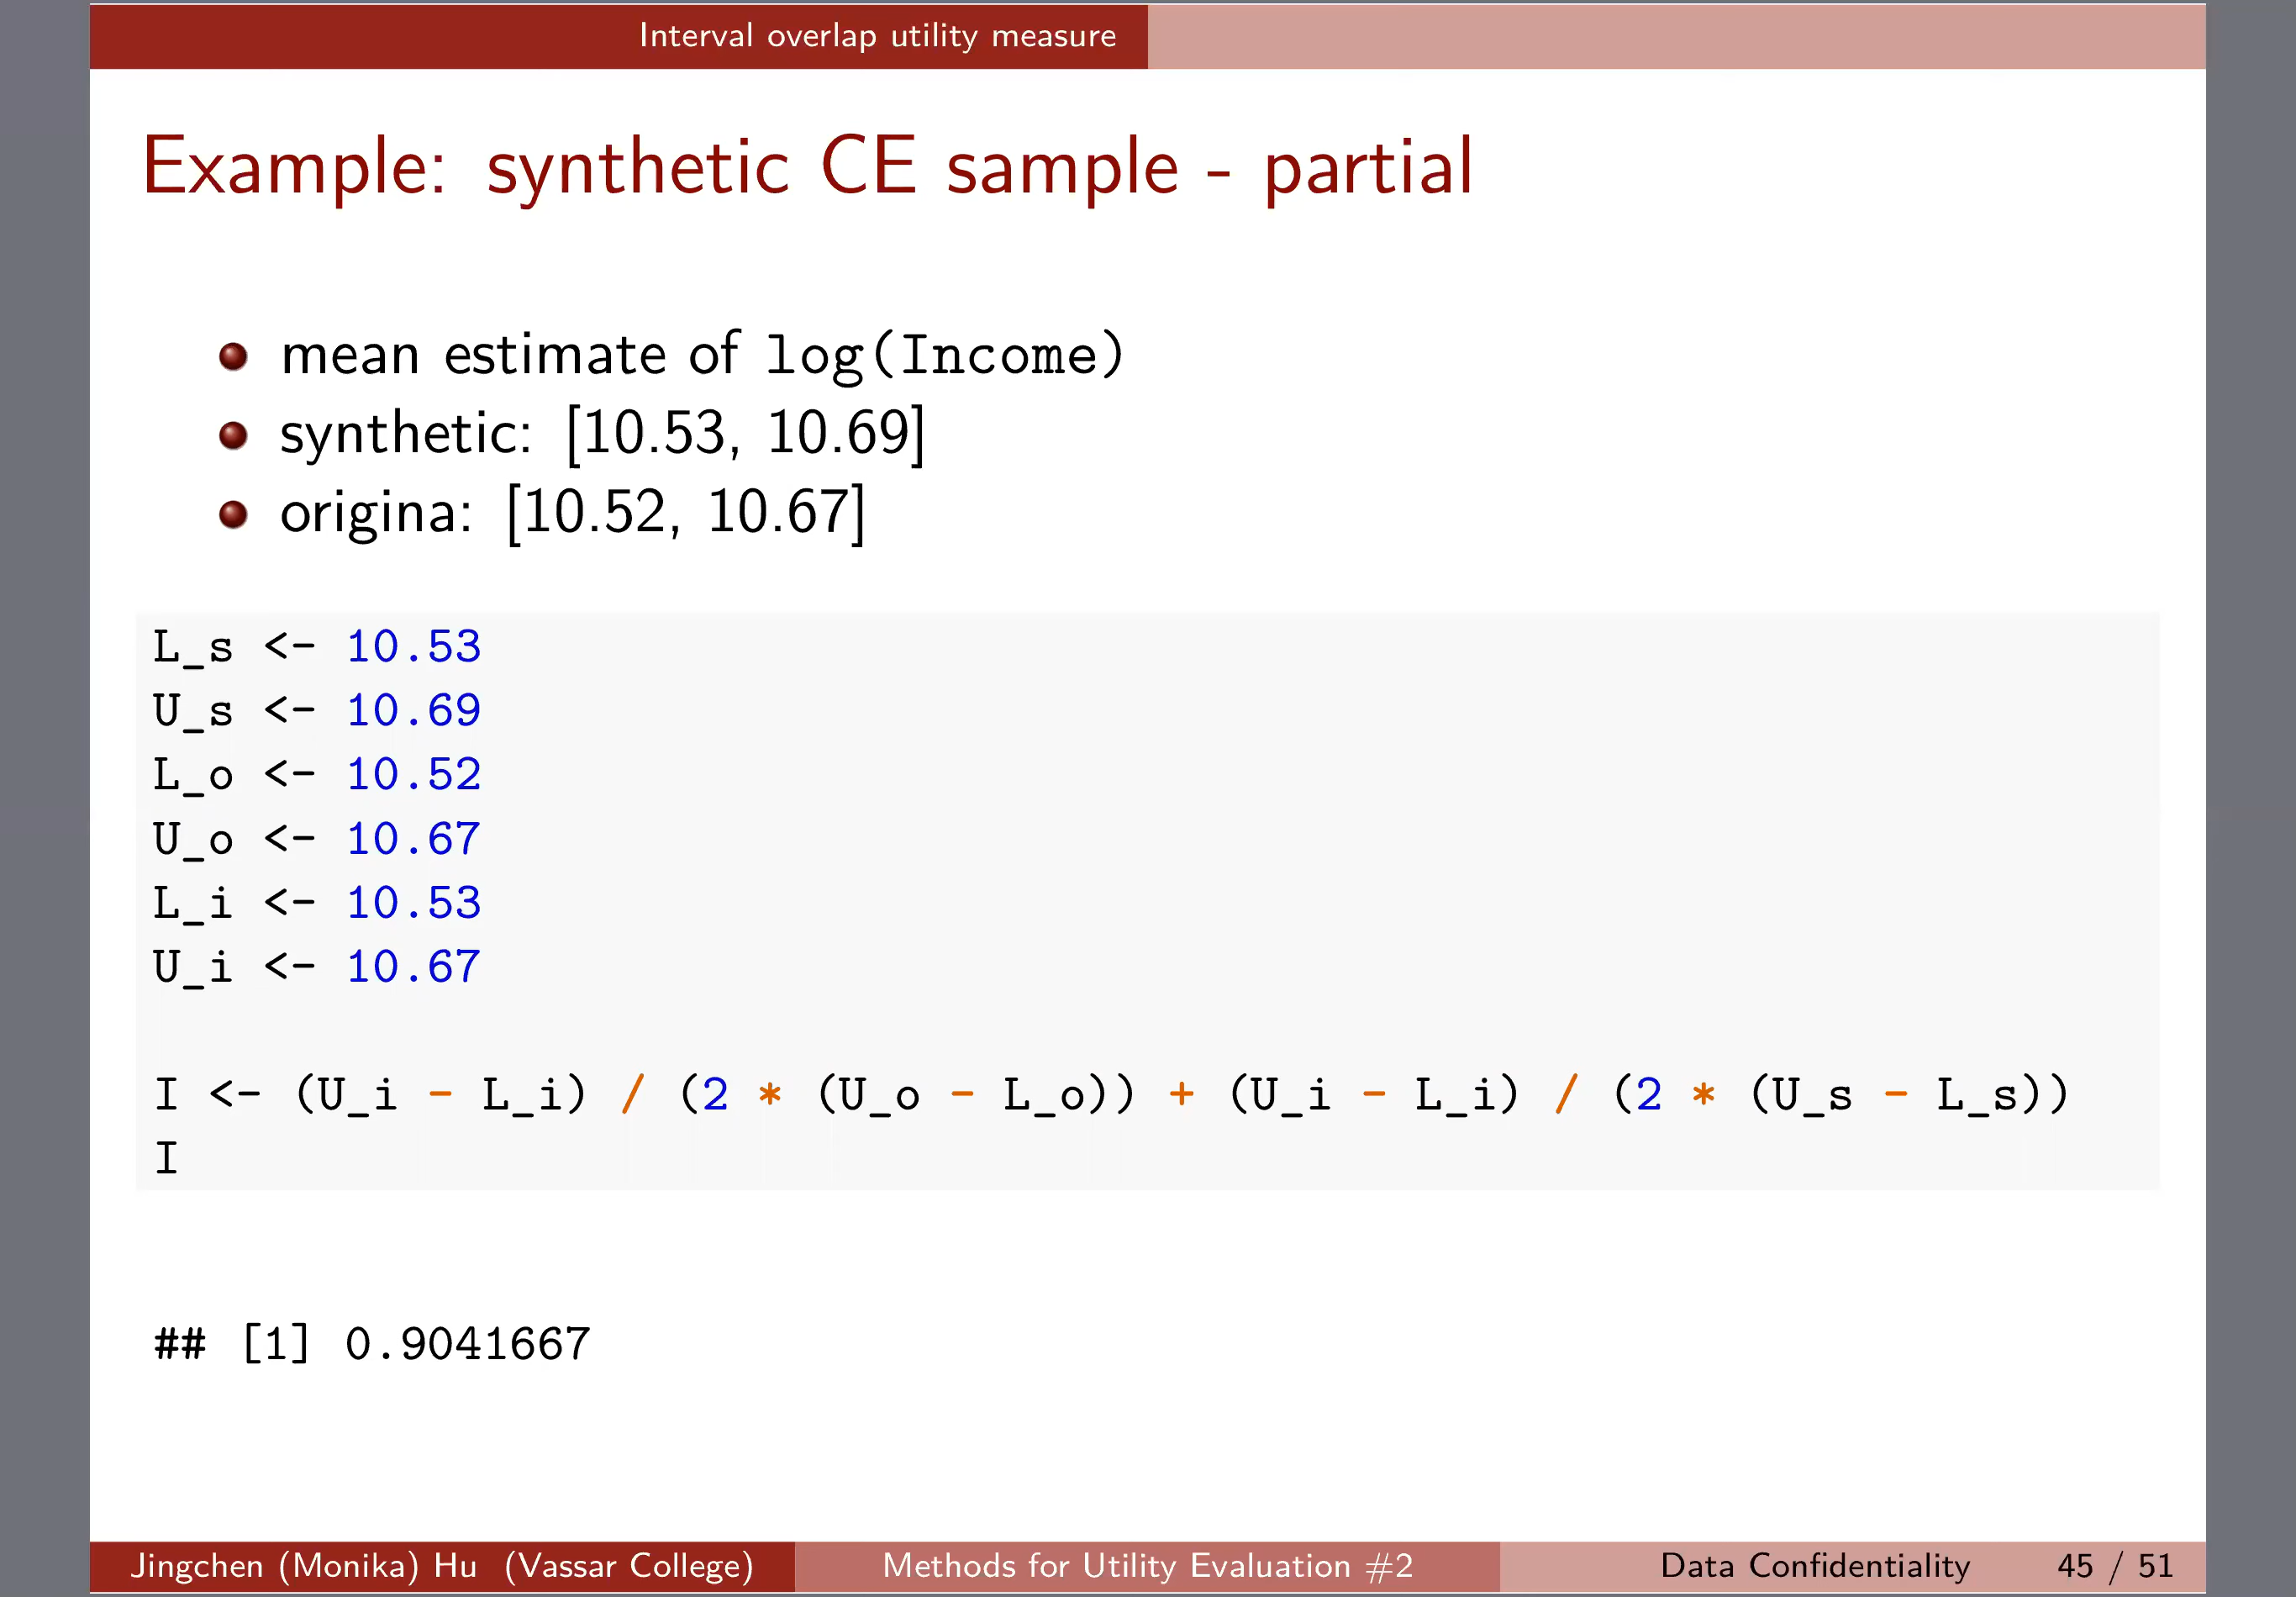 Interval overlap utility measure
Example: synthetic CE sample - partial
mean estimate of log(Income)
synthetic: [10.53, 10.69]
origina: [10.52, 10.67]
L_s <- 10.53
U_s <- 10.69
L_o <- 10.52
U_o <- 10.67
L_i <- 10.53
U_i <- 10.67
I <- (U_i - L_i) / (2 * (U_o - L_o)) + (U_i - L_i) / (2 * (U_s - L_s))
I
## [1] 0.9041667
Jingchen (Monika) Hu (Vassar College) Methods for Utility Evaluation #2 Data Confidentiality 45 / 51